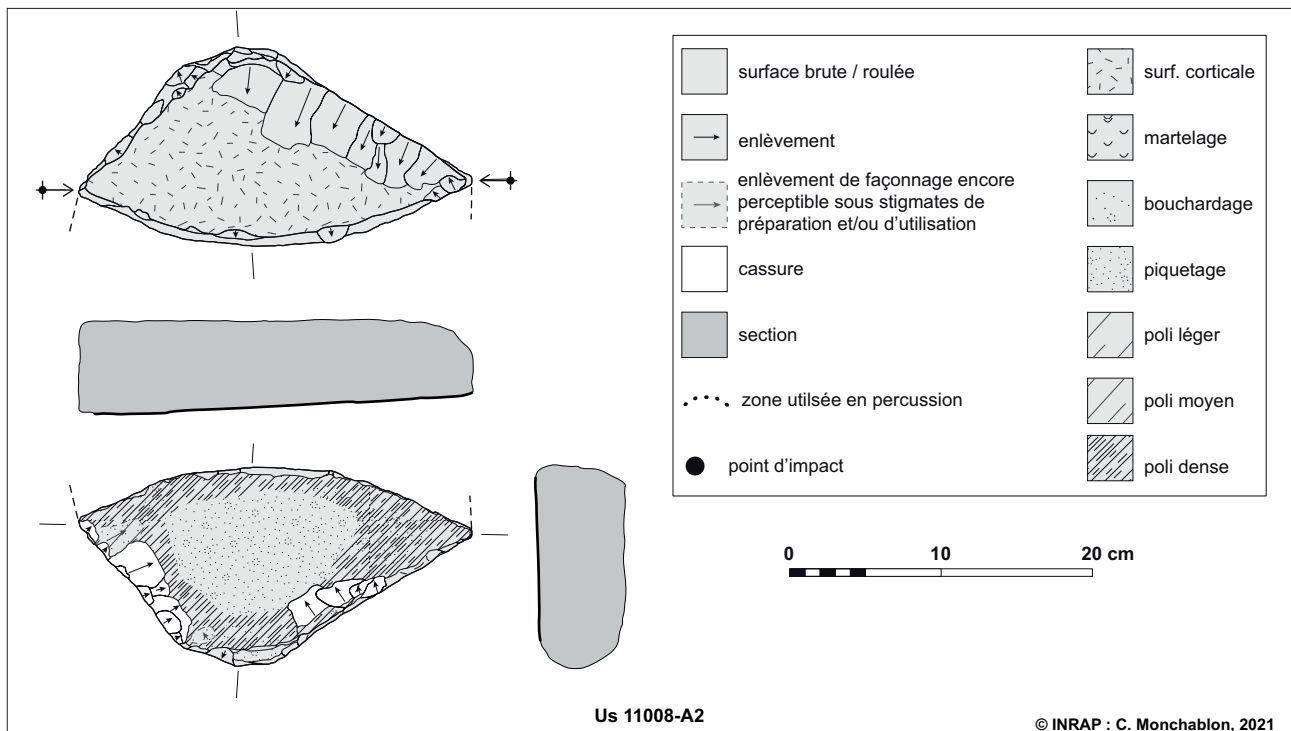 surface brute / roulée
enlèvement
enlèvement de façonnage encore
perceptible sous stigmates de
préparation et/ou d'utilisation
cassure
section
zone utilsée en percussion
point d'impact
surf. corticale
martelage
bouchardage
piquetage
poli léger
poli moyen
poli dense
0 10 20 cm
Us 11008-A2
© INRAP : C. Monchablon, 2021